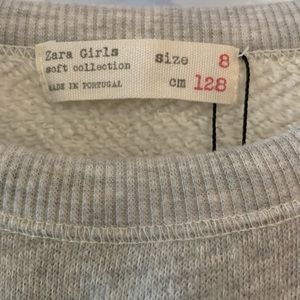 Zara Girls size 8
soft collection
MADE IN PORTUGAL cm 128